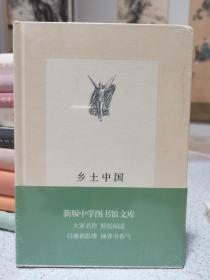 乡土中国
新版中学图书馆文库
大家名作 轻松阅读
启迪新思维 涵养书卷气